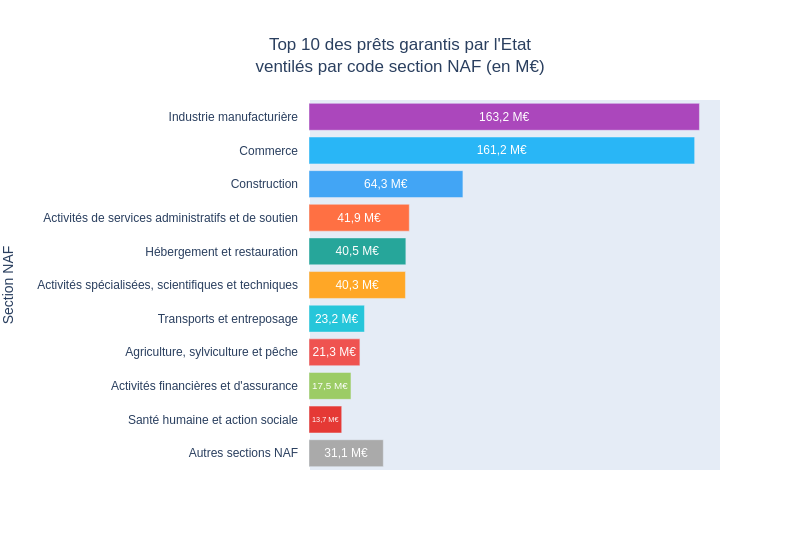 Top 10 des prêts garantis par l'Etat
ventilés par code section NAF (en M€)
Section NAF
Industrie manufacturière 163,2 M€
Commerce 161,2 M€
Construction 64,3 M€
Activités de services administratifs et de soutien 41,9 M€
Hébergement et restauration 40,5 M€
Activités spécialisées, scientifiques et techniques 40,3 M€
Transports et entreposage 23,2 M€
Agriculture, sylviculture et pêche 21,3 M€
Activités financières et d'assurance 17,5 M€
Santé humaine et action sociale 13,7 M€
Autres sections NAF 31,1 M€